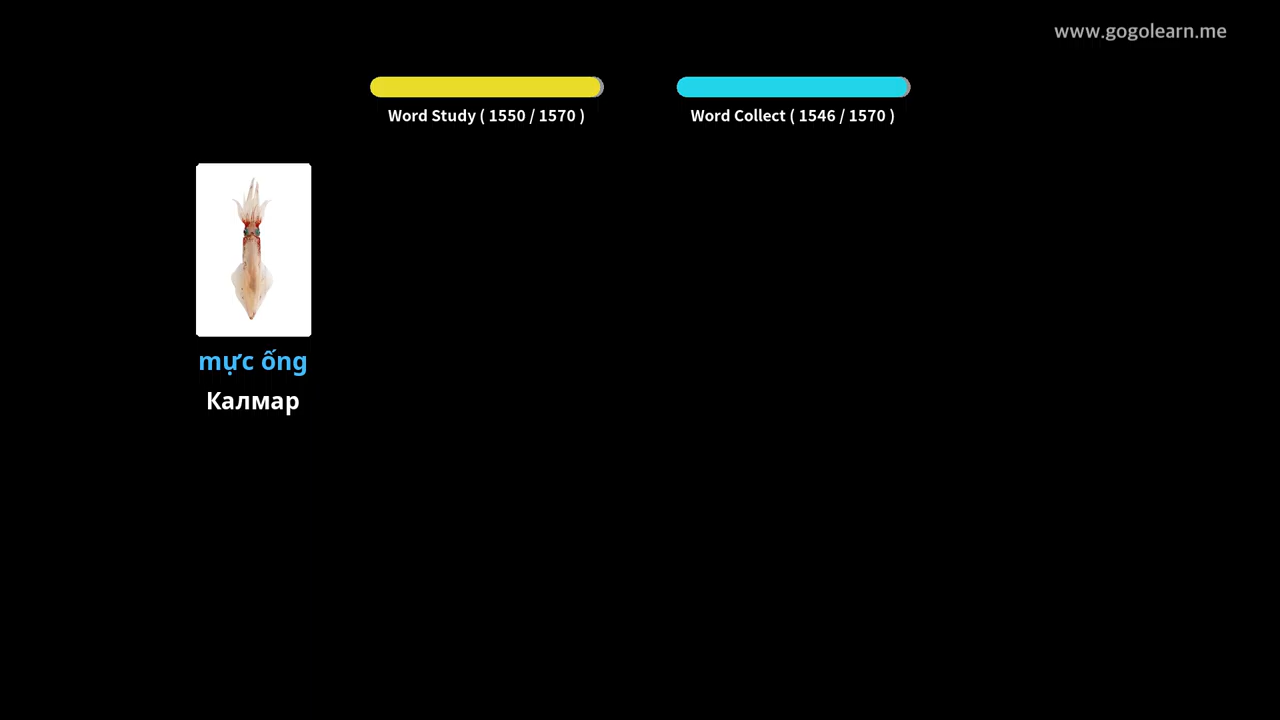 www.gogolearn.me
Word Study ( 1550 / 1570 )
Word Collect ( 1546 / 1570 )
mực ống
Калмар